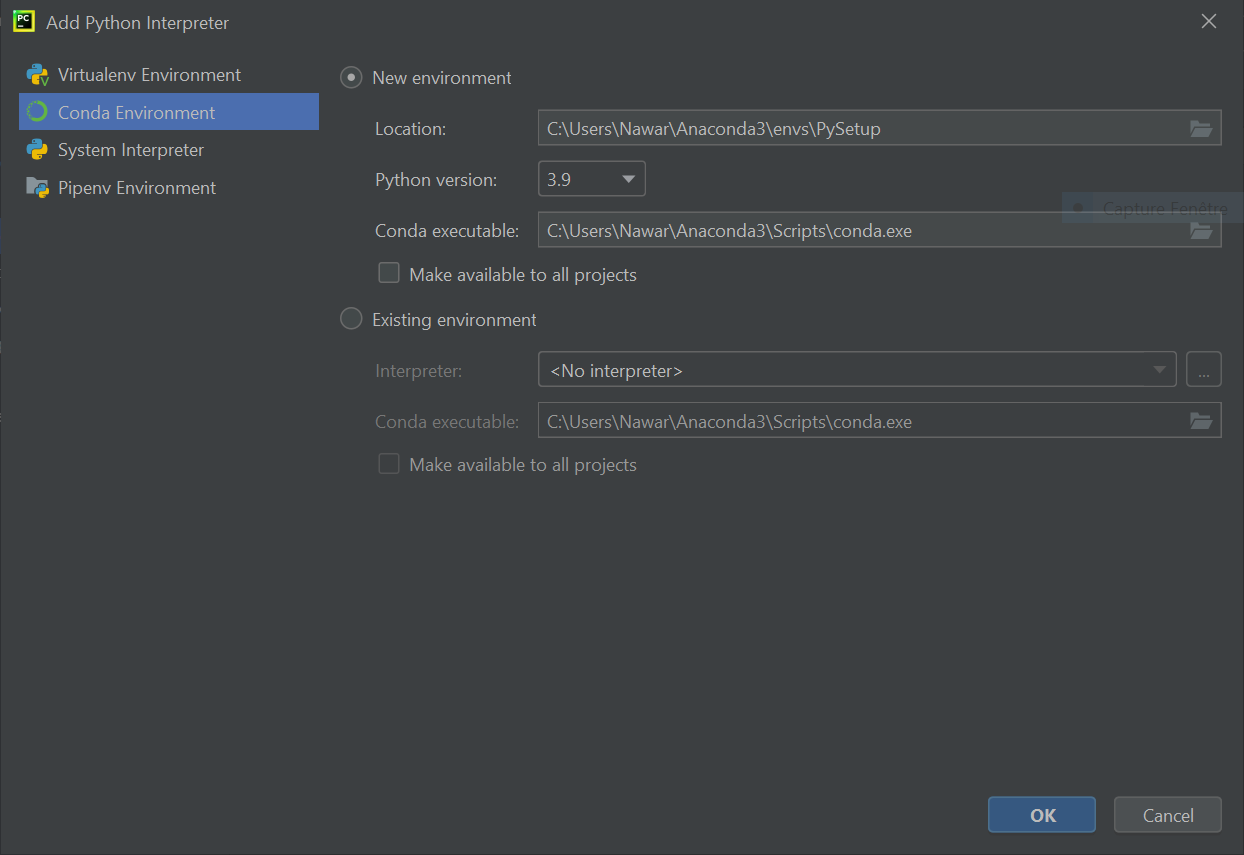 PC
Add Python Interpreter
Virtualenv Environment
Conda Environment
System Interpreter
Pipenv Environment
New environment
Location: C:\Users\Nawar\Anaconda3\envs\PySetup
Python version: 3.9
Capture Fenêtre
Conda executable: C:\Users\Nawar\Anaconda3\Scripts\conda.exe
Make available to all projects
Existing environment
Interpreter: <No interpreter> ...
Conda executable: C:\Users\Nawar\Anaconda3\Scripts\conda.exe
Make available to all projects
OK Cancel